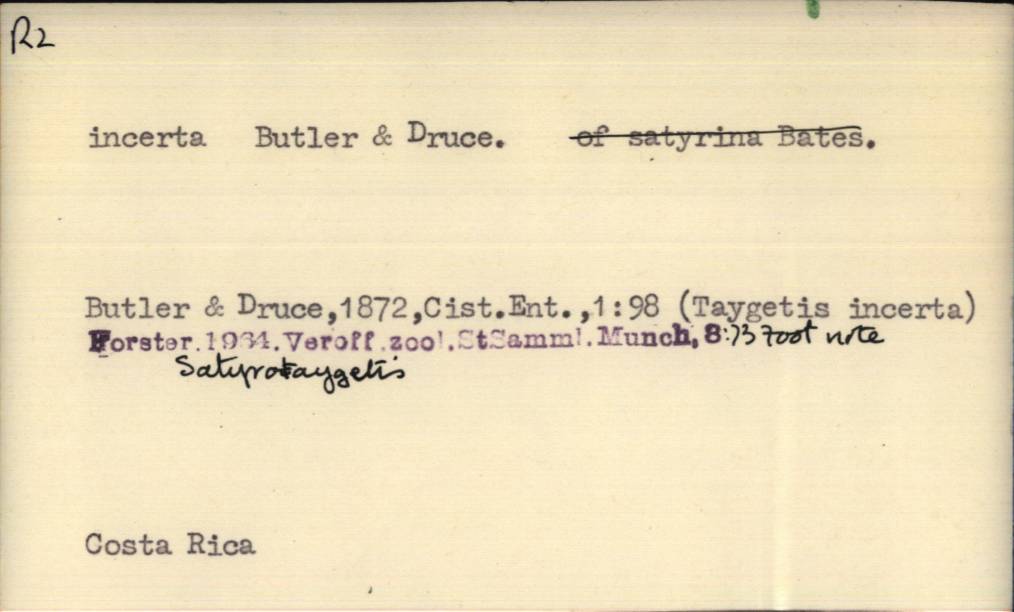 R2
incerta Butler & Druce. of satyrina Bates.
Butler & Druce,1872,Cist.Ent.,1:98 (Taygetis incerta)
Forster.1964.Veroff.zool.StSamml.Munch,8:73 Foot note
Satyrotaygetis
Costa Rica